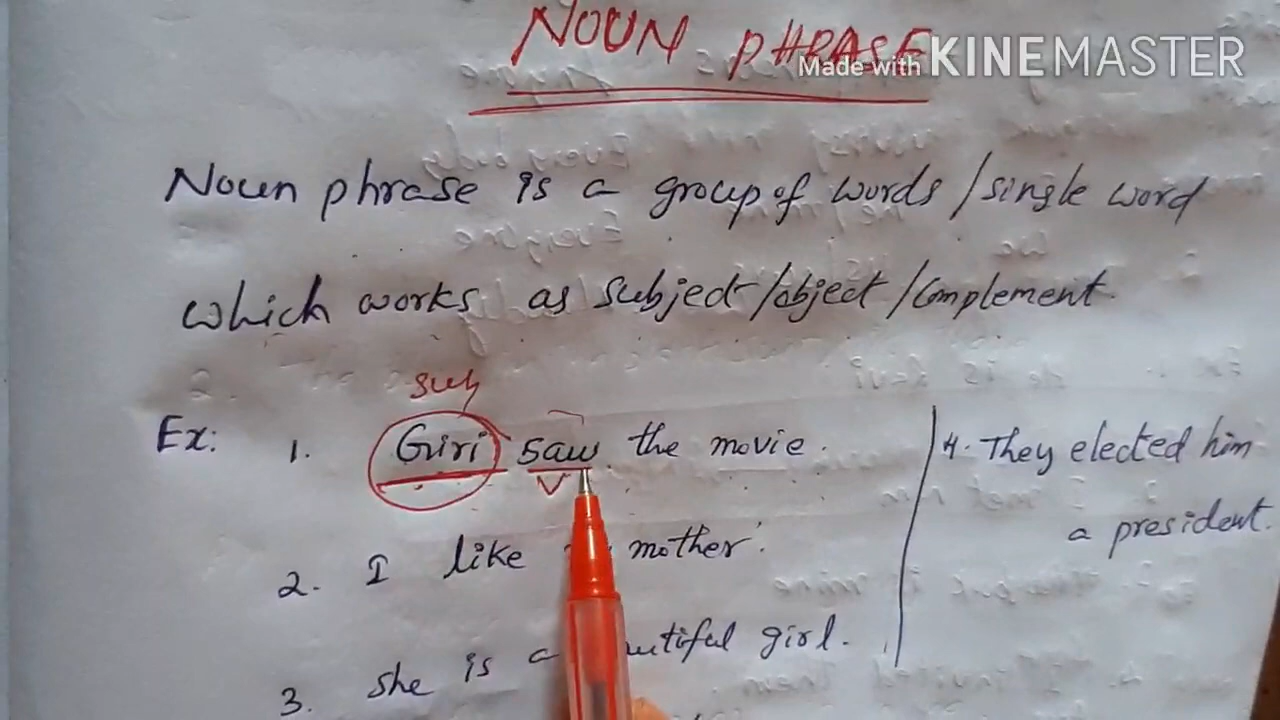 NOUN PHRASE
Made with KINEMASTER
Noun phrase is a group of words / single word
which works as subject / object / complement.
sub
Ex: 1. Giri saw the movie.
V
2. I like mother.
3. She is a girl.
4. They elected him
a president.